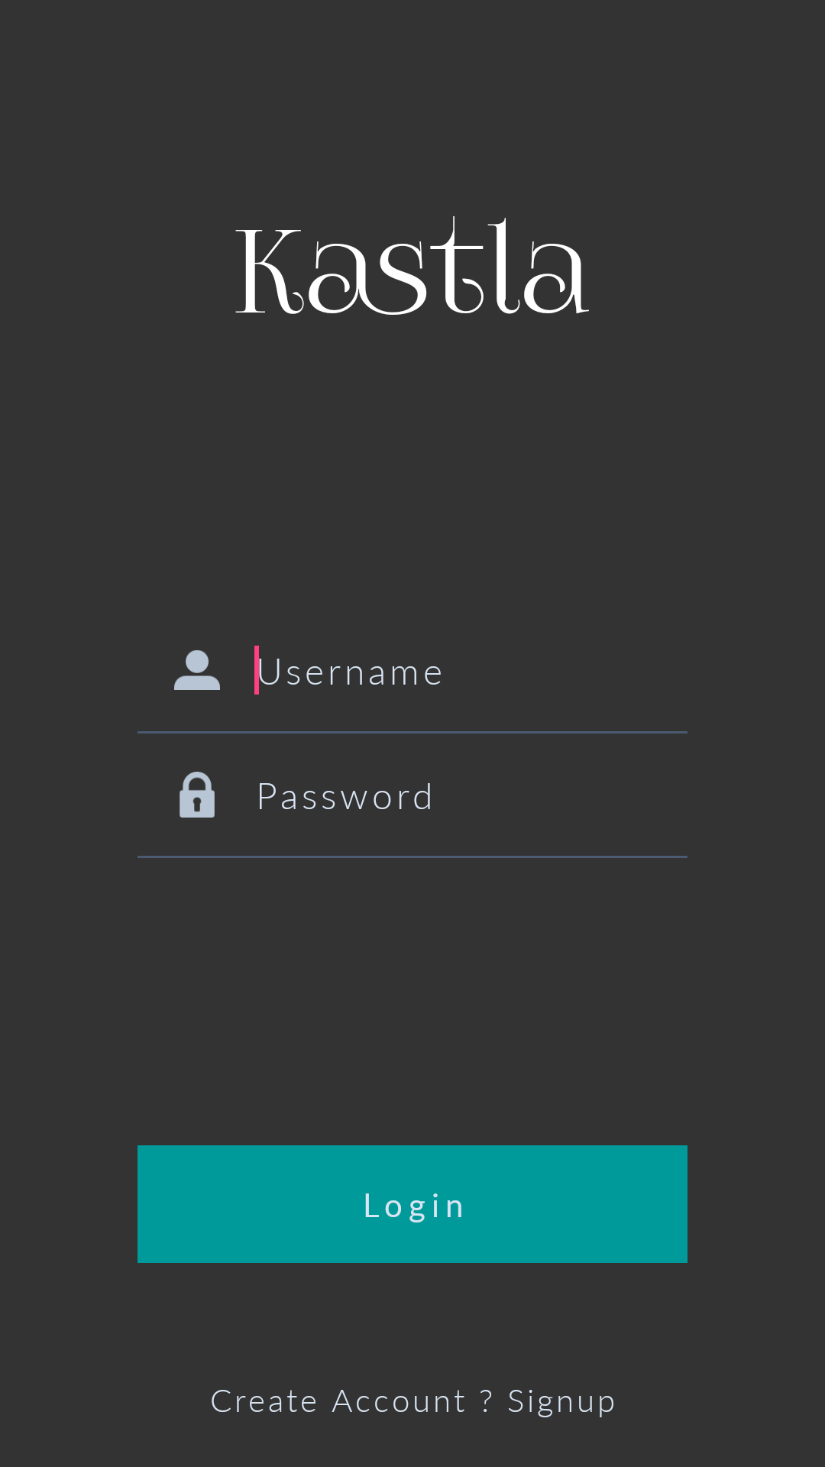 Kastla
Username
Password
Login
Create Account ? Signup